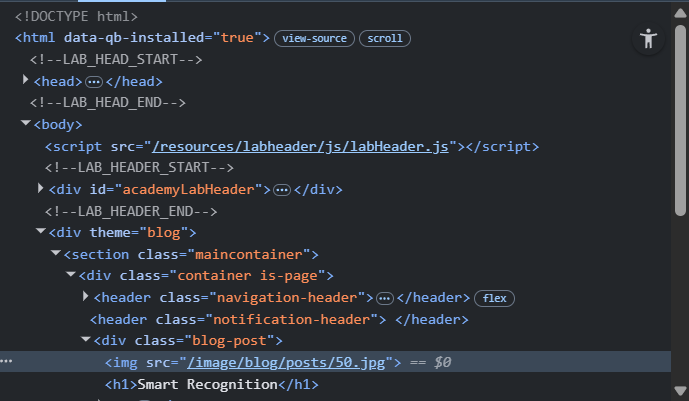 <!DOCTYPE html>
<html data-qb-installed="true"> view-source scroll
<!--LAB_HEAD_START-->
<head>⋯</head>
<!--LAB_HEAD_END-->
<body>
<script src="/resources/labheader/js/labHeader.js"></script>
<!--LAB_HEADER_START-->
<div id="academyLabHeader">⋯</div>
<!--LAB_HEADER_END-->
<div theme="blog">
<section class="maincontainer">
<div class="container is-page">
<header class="navigation-header">⋯</header> flex
<header class="notification-header"> </header>
<div class="blog-post">
<img src="/image/blog/posts/50.jpg"> == $0
<h1>Smart Recognition</h1>